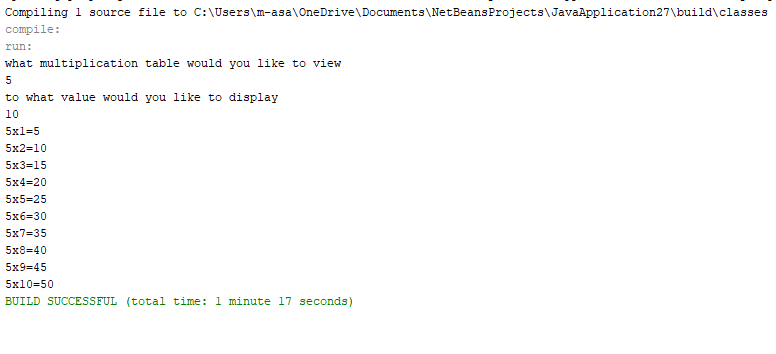 Compiling 1 source file to C:\Users\m-asa\OneDrive\Documents\NetBeansProjects\JavaApplication27\build\classes
compile:
run:
what multiplication table would you like to view
5
to what value would you like to display
10
5x1=5
5x2=10
5x3=15
5x4=20
5x5=25
5x6=30
5x7=35
5x8=40
5x9=45
5x10=50
BUILD SUCCESSFUL (total time: 1 minute 17 seconds)